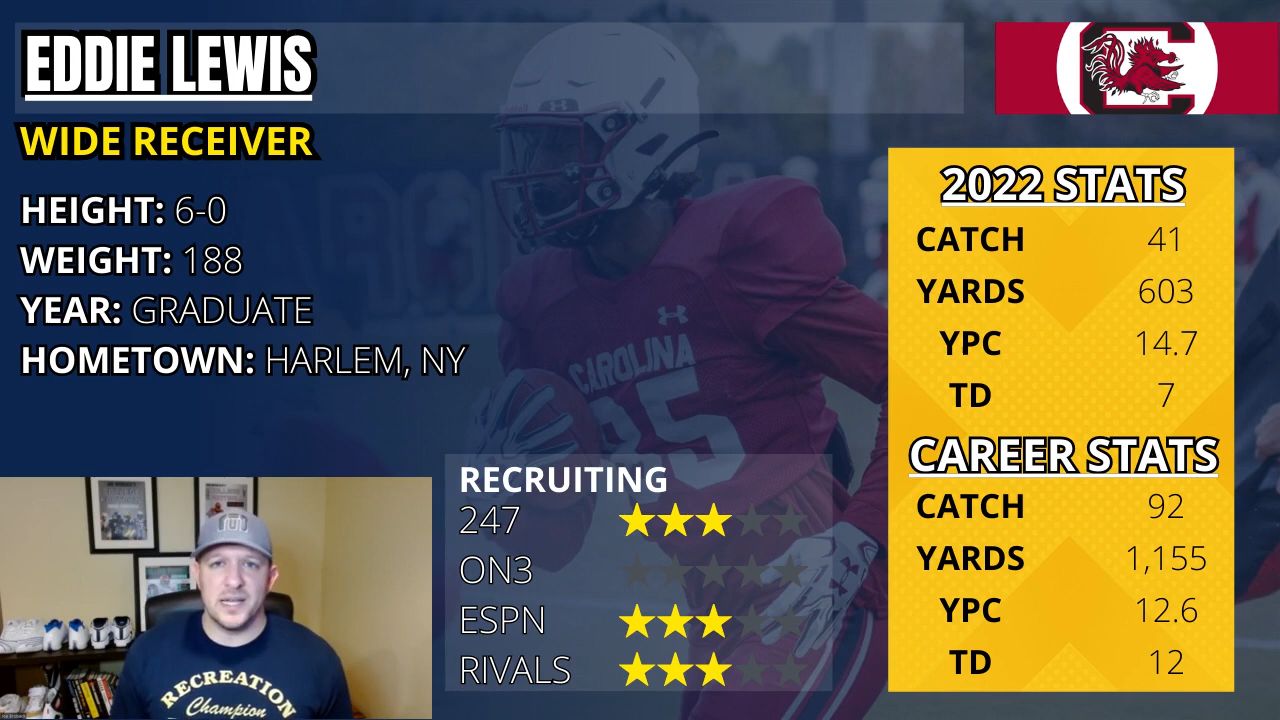 EDDIE LEWIS
WIDE RECEIVER
HEIGHT: 6-0
WEIGHT: 188
YEAR: GRADUATE
HOMETOWN: HARLEM, NY
2022 STATS
CATCH 41
YARDS 603
YPC 14.7
TD 7
CAREER STATS
CATCH 92
YARDS 1,155
YPC 12.6
TD 12
RECRUITING
247
ON3
ESPN
RIVALS
CAROLINA
RECREATION
Champion